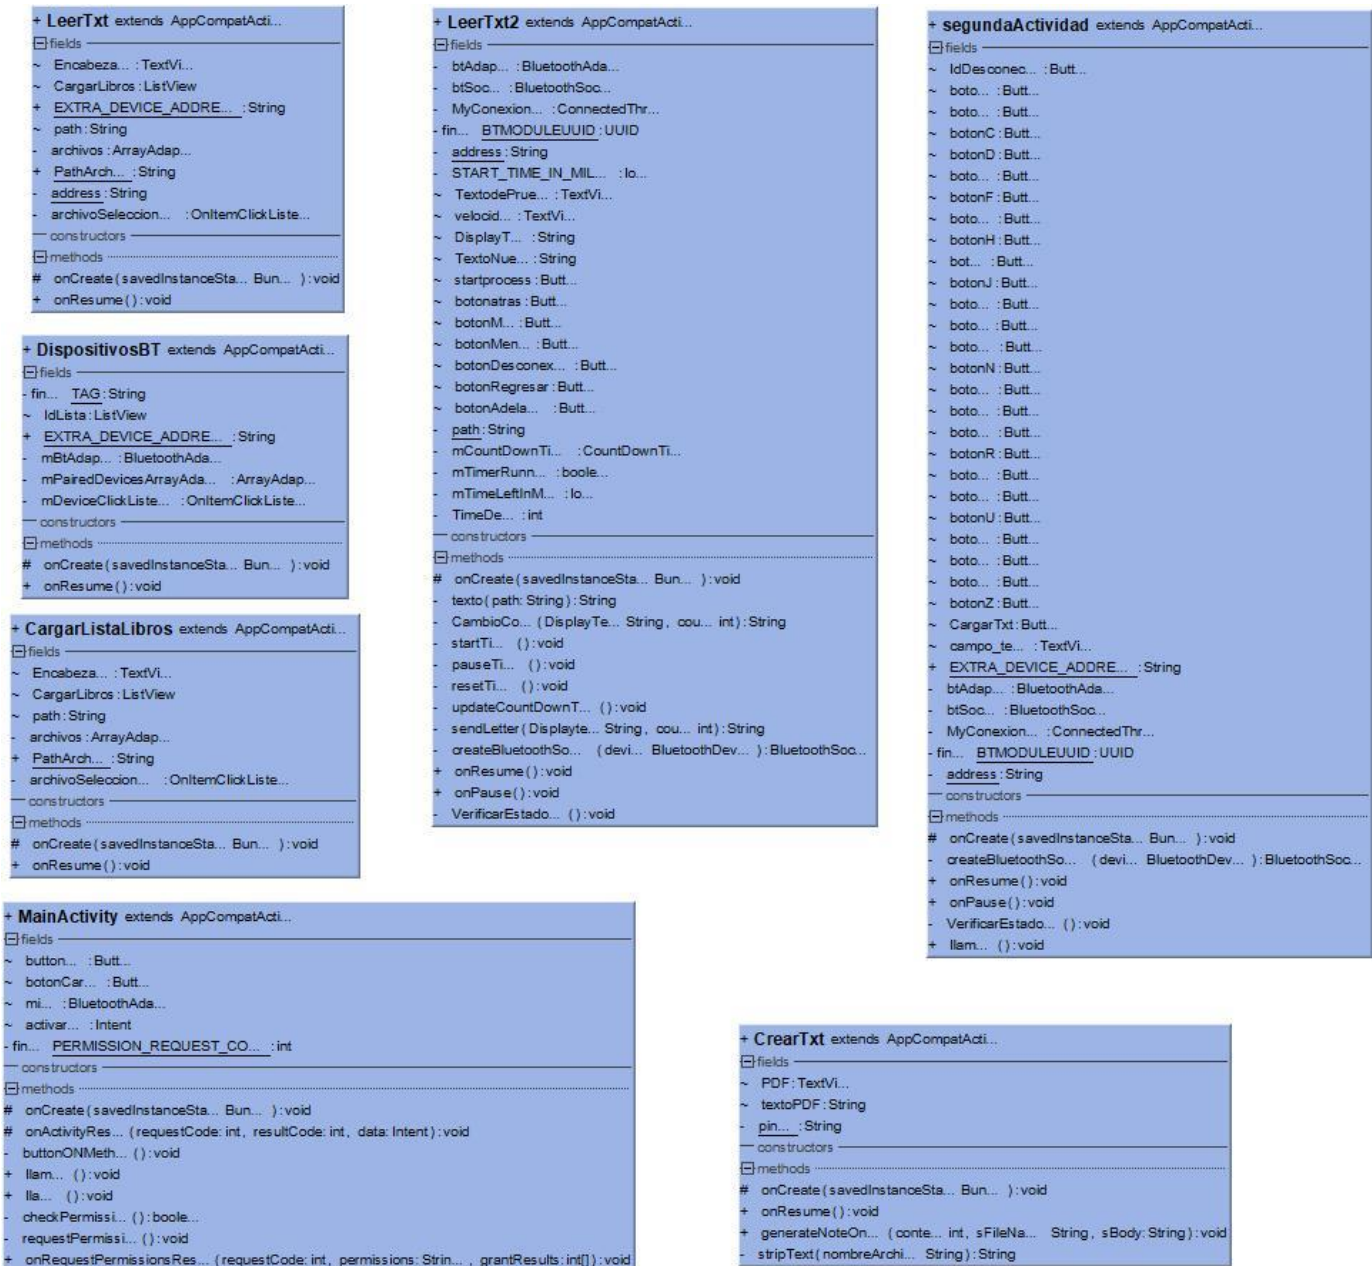 + LeerTxt extends AppCompatActi...
fields
~ Encabeza... : TextVi...
~ CargarLibros : ListView
+ EXTRA_DEVICE_ADDRE... : String
~ path : String
- archivos : ArrayAdap...
+ PathArch... : String
- address : String
- archivoSeleccion... : OnItemClickListe...
constructors
methods
# onCreate (savedInstanceSta... Bun... ) : void
+ onResume () : void
+ DispositivosBT extends AppCompatActi...
fields
- fin... TAG : String
~ IdLista : ListView
+ EXTRA_DEVICE_ADDRE... : String
- mBtAdap... : BluetoothAda...
- mPairedDevicesArrayAda... : ArrayAdap...
- mDeviceClickListe... : OnItemClickListe...
constructors
methods
# onCreate (savedInstanceSta... Bun... ) : void
+ onResume () : void
+ CargarListaLibros extends AppCompatActi...
fields
~ Encabeza... : TextVi...
~ CargarLibros : ListView
~ path : String
- archivos : ArrayAdap...
+ PathArch... : String
- archivoSeleccion... : OnItemClickListe...
constructors
methods
# onCreate (savedInstanceSta... Bun... ) : void
+ onResume () : void
+ MainActivity extends AppCompatActi...
fields
~ button... : Butt...
~ botonCar... : Butt...
~ mi... : BluetoothAda...
~ activar... : Intent
- fin... PERMISSION_REQUEST_CO... : int
constructors
methods
# onCreate (savedInstanceSta... Bun... ) : void
# onActivityRes... (requestCode: int, resultCode: int, data: Intent) : void
- buttonONMeth... () : void
+ llam... () : void
+ lla... () : void
- checkPermissi... () : boole...
- requestPermissi... () : void
+ onRequestPermissionsRes... (requestCode: int, permissions: Strin... , grantResults: int[]) : void
+ LeerTxt2 extends AppCompatActi...
fields
- btAdap... : BluetoothAda...
- btSoc... : BluetoothSoc...
- MyConexion... : ConnectedThr...
- fin... BTMODULEUUID : UUID
- address : String
- START_TIME_IN_MIL... : lo...
~ TextodePrue... : TextVi...
~ velocid... : TextVi...
~ DisplayT... : String
~ TextoNue... : String
~ startprocess : Butt...
~ botonatras : Butt...
~ botonM... : Butt...
~ botonMen... : Butt...
~ botonDesconex... : Butt...
~ botonRegresar : Butt...
~ botonAdela... : Butt...
- path : String
- mCountDownTi... : CountDownTi...
- mTimerRunn... : boole...
- mTimeLeftInM... : lo...
- TimeDe... : int
constructors
methods
# onCreate (savedInstanceSta... Bun... ) : void
- texto (path: String) : String
- CambioCo... (DisplayTe... String, cou... int) : String
- startTi... () : void
- pauseTi... () : void
- resetTi... () : void
- updateCountDownT... () : void
- sendLetter (Displayte... String, cou... int) : String
- createBluetoothSo... (devi... BluetoothDev... ) : BluetoothSoc...
+ onResume () : void
+ onPause () : void
- VerificarEstado... () : void
+ segundaActividad extends AppCompatActi...
fields
~ IdDesconec... : Butt...
~ boto... : Butt...
~ boto... : Butt...
~ botonC : Butt...
~ botonD : Butt...
~ boto... : Butt...
~ botonF : Butt...
~ boto... : Butt...
~ botonH : Butt...
~ bot... : Butt...
~ botonJ : Butt...
~ boto... : Butt...
~ boto... : Butt...
~ boto... : Butt...
~ botonN : Butt...
~ boto... : Butt...
~ boto... : Butt...
~ boto... : Butt...
~ botonR : Butt...
~ boto... : Butt...
~ boto... : Butt...
~ botonU : Butt...
~ boto... : Butt...
~ boto... : Butt...
~ boto... : Butt...
~ botonZ : Butt...
~ CargarTxt : Butt...
~ campo_te... : TextVi...
+ EXTRA_DEVICE_ADDRE... : String
- btAdap... : BluetoothAda...
- btSoc... : BluetoothSoc...
- MyConexion... : ConnectedThr...
- fin... BTMODULEUUID : UUID
- address : String
constructors
methods
# onCreate (savedInstanceSta... Bun... ) : void
- createBluetoothSo... (devi... BluetoothDev... ) : BluetoothSoc...
+ onResume () : void
+ onPause () : void
- VerificarEstado... () : void
+ llam... () : void
+ CrearTxt extends AppCompatActi...
fields
~ PDF : TextVi...
~ textoPDF : String
- pin... : String
constructors
methods
# onCreate (savedInstanceSta... Bun... ) : void
+ onResume () : void
+ generateNoteOn... (conte... int, sFileNa... String, sBody: String) : void
- stripText (nombreArchi... String) : String